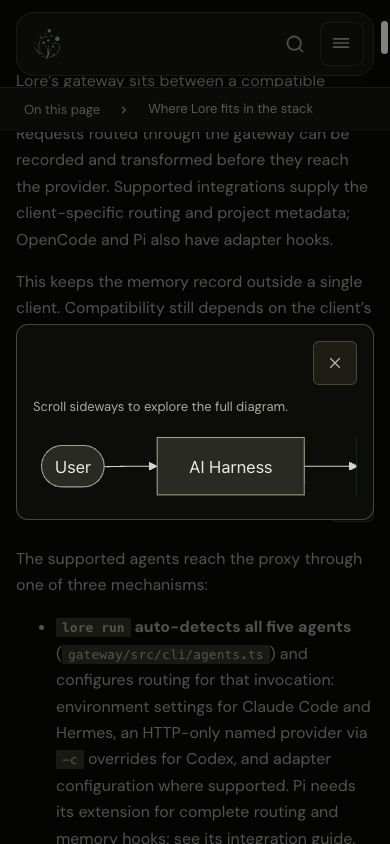 Lore's gateway sits between a compatible
On this page
Where Lore fits in the stack
Requests routed through the gateway can be
recorded and transformed before they reach
the provider. Supported integrations supply the
client-specific routing and project metadata;
OpenCode and Pi also have adapter hooks.
This keeps the memory record outside a single
client. Compatibility still depends on the client's
Scroll sideways to explore the full diagram.
User
AI Harness
The supported agents reach the proxy through
one of three mechanisms:
• lore run auto-detects all five agents
(gateway/src/cli/agents.ts) and
configures routing for that invocation:
environment settings for Claude Code and
Hermes, an HTTP-only named provider via
-c overrides for Codex, and adapter
configuration where supported. Pi needs
its extension for complete routing and
memory hooks; see its integration guide.